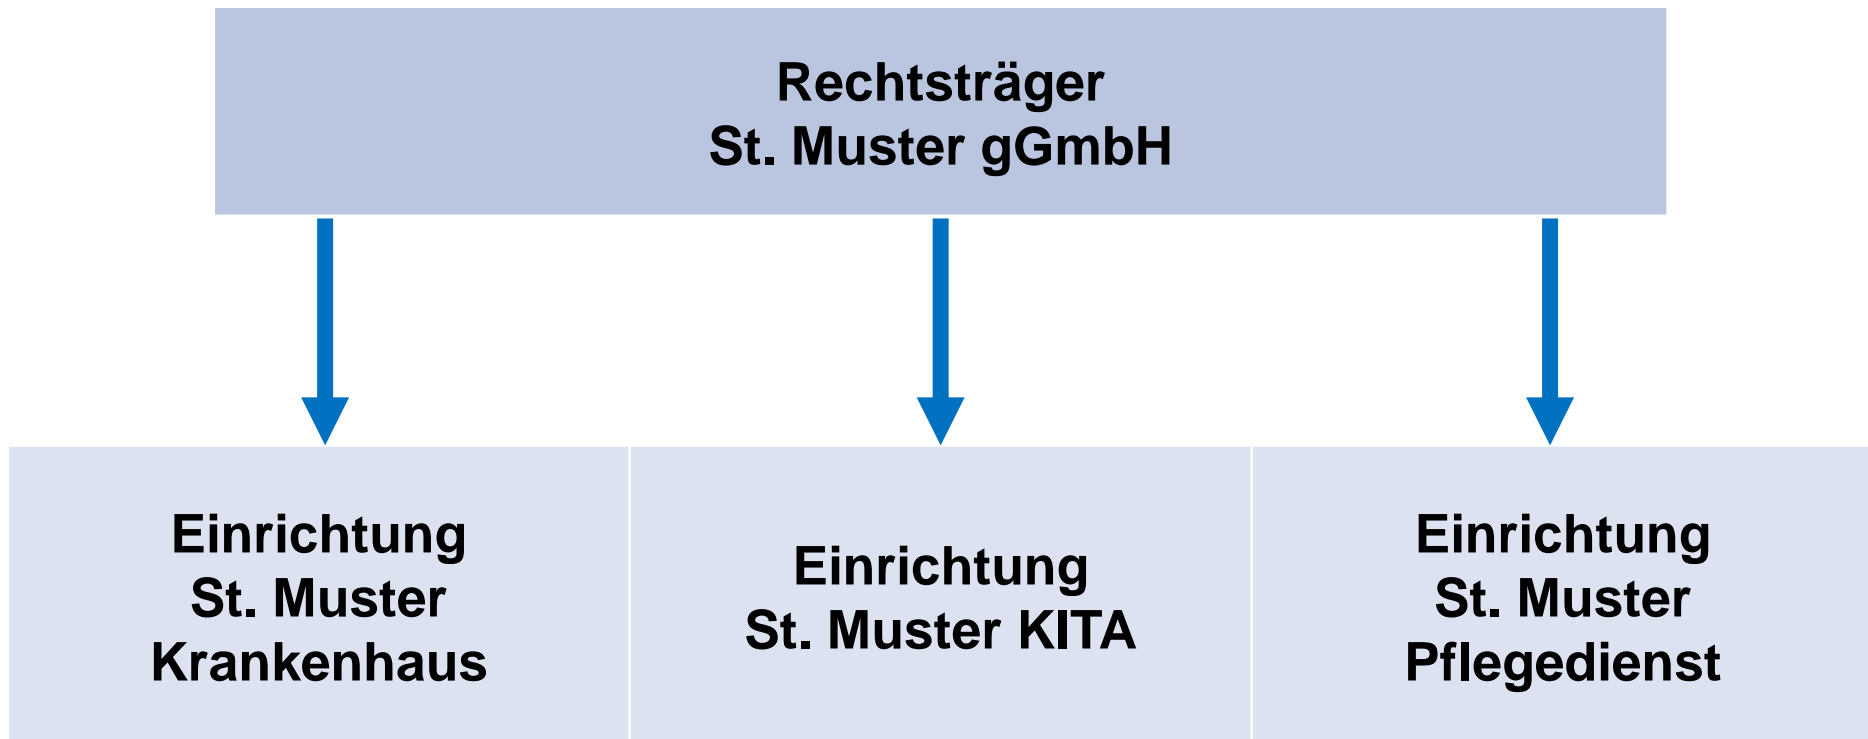 Rechtsträger
St. Muster gGmbH
Einrichtung
St. Muster
Krankenhaus
Einrichtung
St. Muster KITA
Einrichtung
St. Muster
Pflegedienst